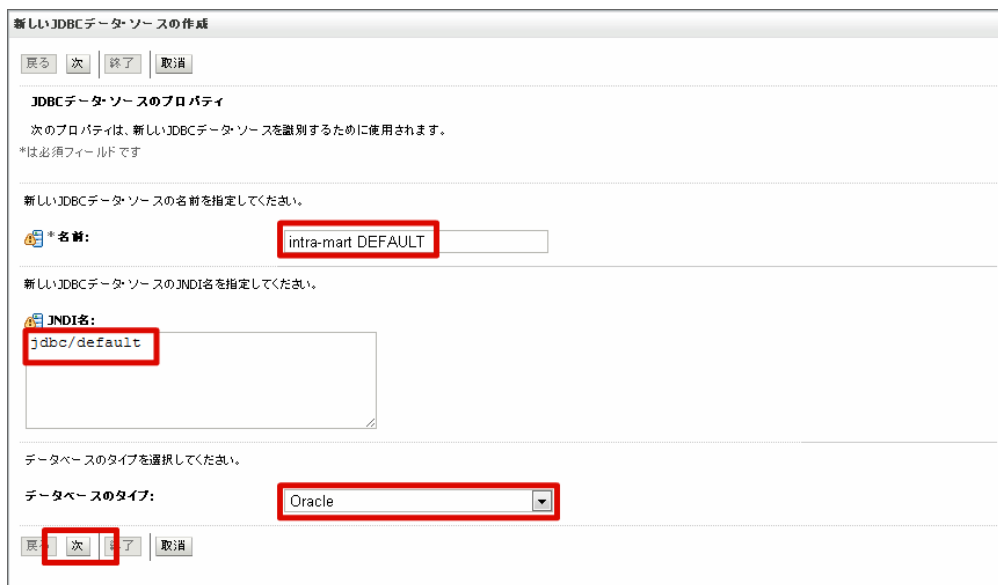 新しいJDBCデータ・ソースの作成
戻る 次 終了 取消
JDBCデータ・ソースのプロパティ
次のプロパティは、新しいJDBCデータ・ソースを識別するために使用されます。
*は必須フィールドです
新しいJDBCデータ・ソースの名前を指定してください。
*名前: intra-mart DEFAULT
新しいJDBCデータ・ソースのJNDI名を指定してください。
JNDI名:
jdbc/default
データベースのタイプを選択してください。
データベースのタイプ: Oracle
戻る 次 終了 取消